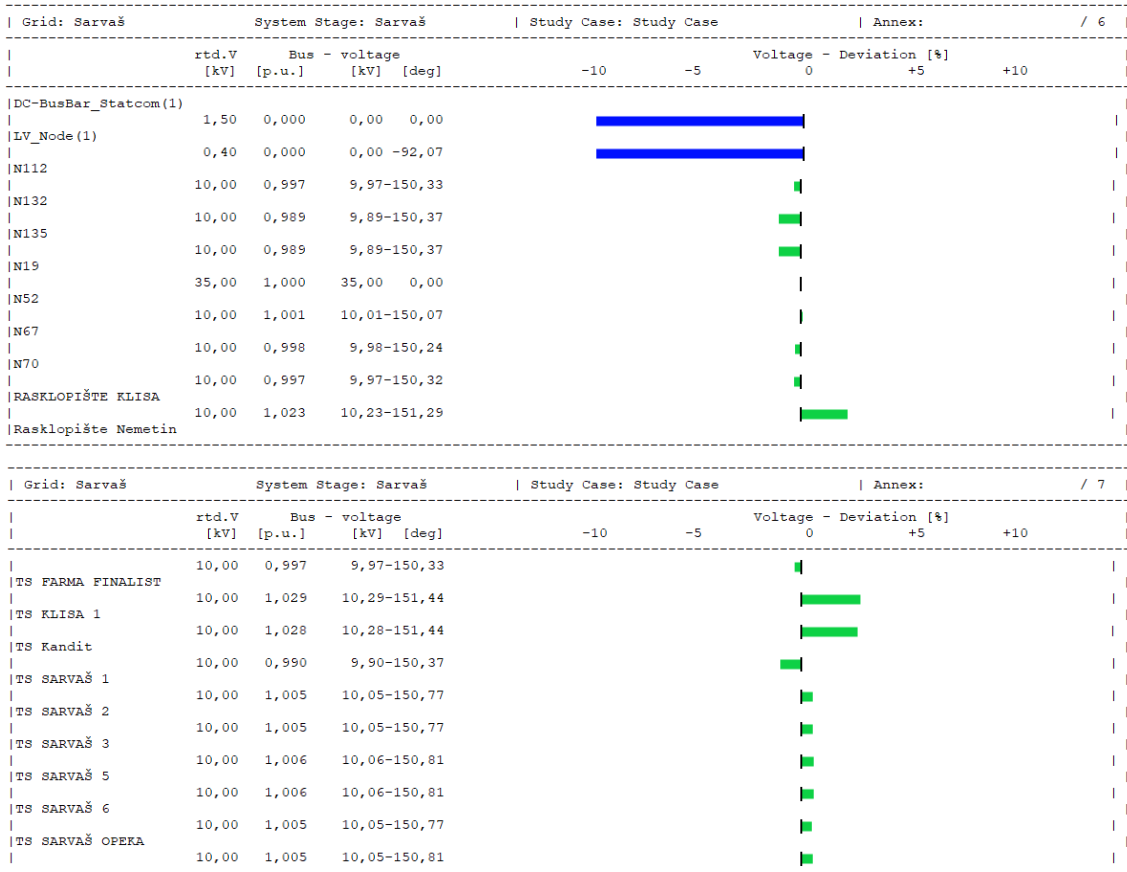 | Grid: Sarvaš System Stage: Sarvaš | Study Case: Study Case | Annex: / 6 |
| rtd.V Bus - voltage Voltage - Deviation [%] |
| [kV] [p.u.] [kV] [deg] -10 -5 0 +5 +10 |
|DC-BusBar_Statcom(1) |
| 1,50 0,000 0,00 0,00 |
|LV_Node(1) |
| 0,40 0,000 0,00 -92,07 |
|N112 |
| 10,00 0,997 9,97-150,33 |
|N132 |
| 10,00 0,989 9,89-150,37 |
|N135 |
| 10,00 0,989 9,89-150,37 |
|N19 |
| 35,00 1,000 35,00 0,00 |
|N52 |
| 10,00 1,001 10,01-150,07 |
|N67 |
| 10,00 0,998 9,98-150,24 |
|N70 |
| 10,00 0,997 9,97-150,32 |
|RASKLOPIŠTE KLISA |
| 10,00 1,023 10,23-151,29 |
|Rasklopište Nemetin |
| Grid: Sarvaš System Stage: Sarvaš | Study Case: Study Case | Annex: / 7 |
| rtd.V Bus - voltage Voltage - Deviation [%] |
| [kV] [p.u.] [kV] [deg] -10 -5 0 +5 +10 |
| 10,00 0,997 9,97-150,33 |
|TS FARMA FINALIST |
| 10,00 1,029 10,29-151,44 |
|TS KLISA 1 |
| 10,00 1,028 10,28-151,44 |
|TS Kandit |
| 10,00 0,990 9,90-150,37 |
|TS SARVAŠ 1 |
| 10,00 1,005 10,05-150,77 |
|TS SARVAŠ 2 |
| 10,00 1,005 10,05-150,77 |
|TS SARVAŠ 3 |
| 10,00 1,006 10,06-150,81 |
|TS SARVAŠ 5 |
| 10,00 1,006 10,06-150,81 |
|TS SARVAŠ 6 |
| 10,00 1,005 10,05-150,77 |
|TS SARVAŠ OPEKA |
| 10,00 1,005 10,05-150,81 |